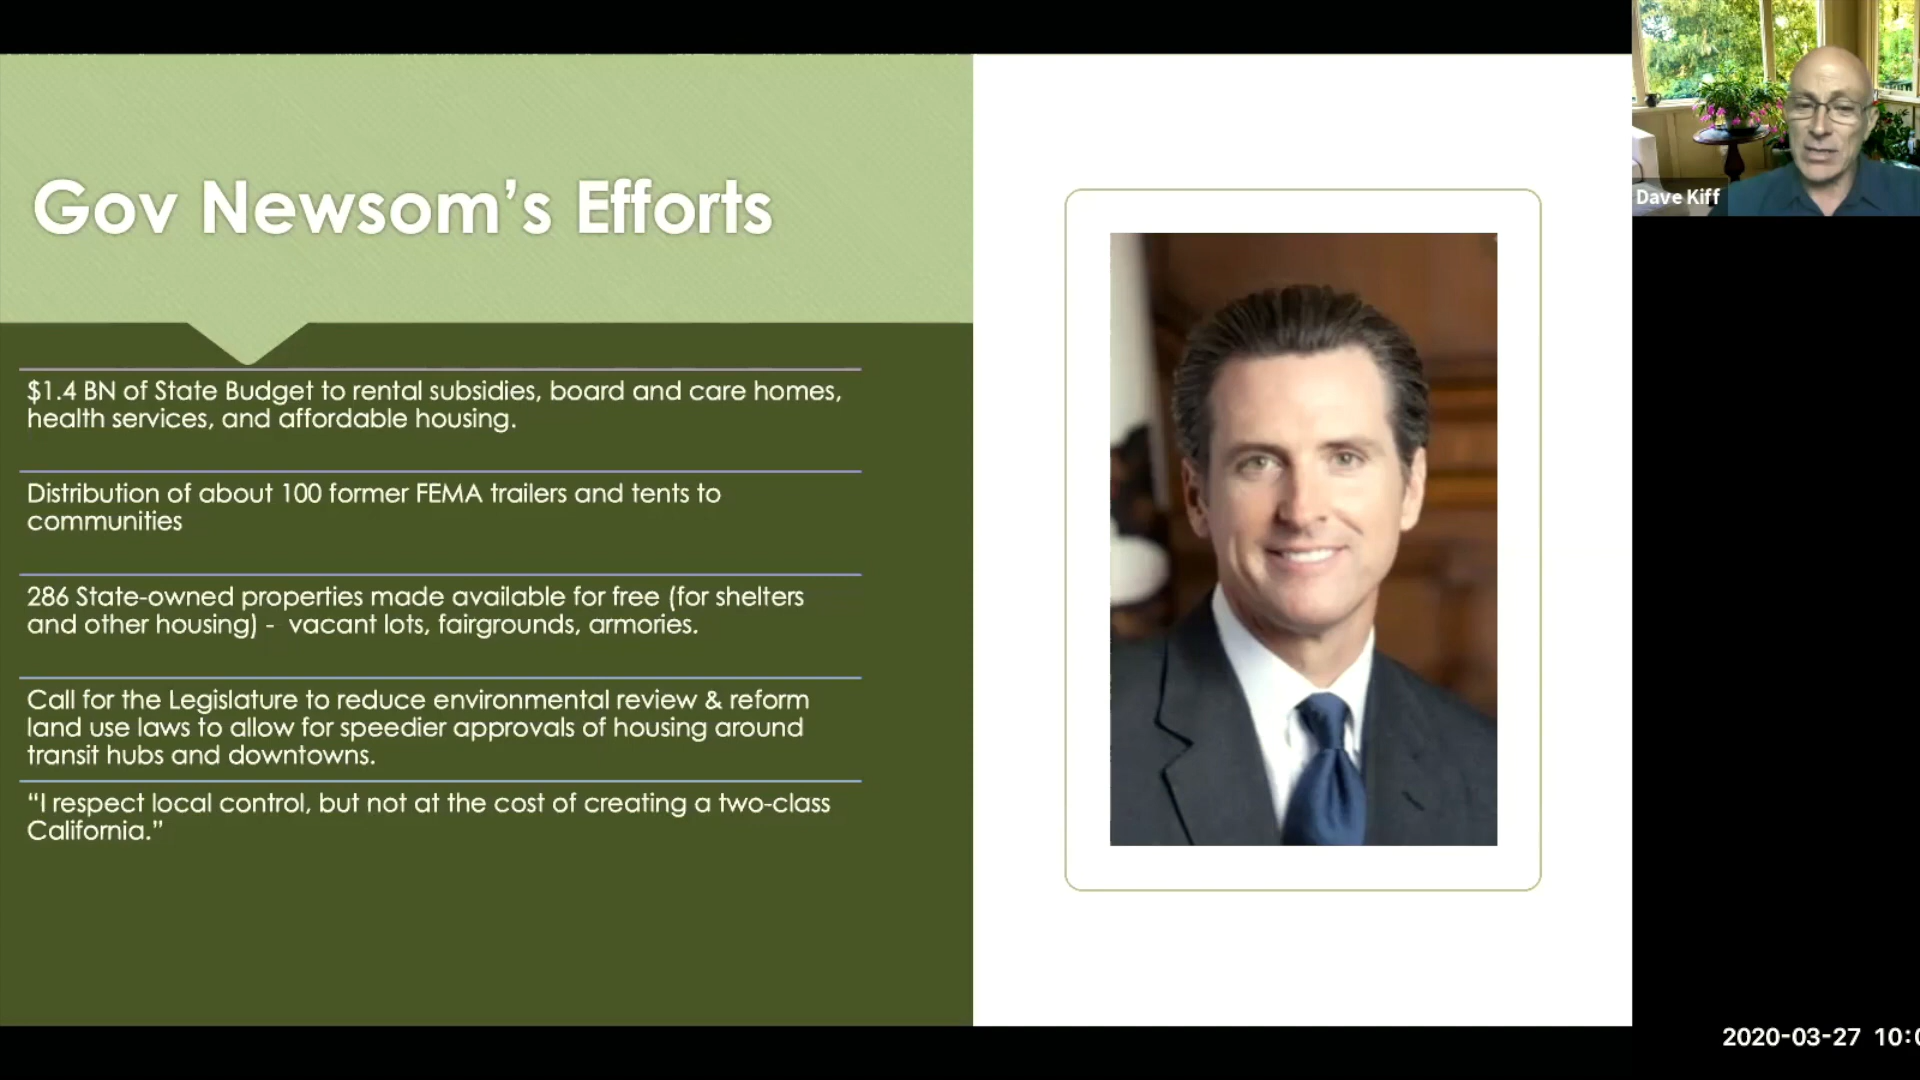 Gov Newsom’s Efforts
$1.4 BN of State Budget to rental subsidies, board and care homes,
health services, and affordable housing.
Distribution of about 100 former FEMA trailers and tents to
communities
286 State-owned properties made available for free (for shelters
and other housing) -  vacant lots, fairgrounds, armories.
Call for the Legislature to reduce environmental review & reform
land use laws to allow for speedier approvals of housing around
transit hubs and downtowns.
“I respect local control, but not at the cost of creating a two-class
California.”
Dave Kiff
2020-03-27 10: